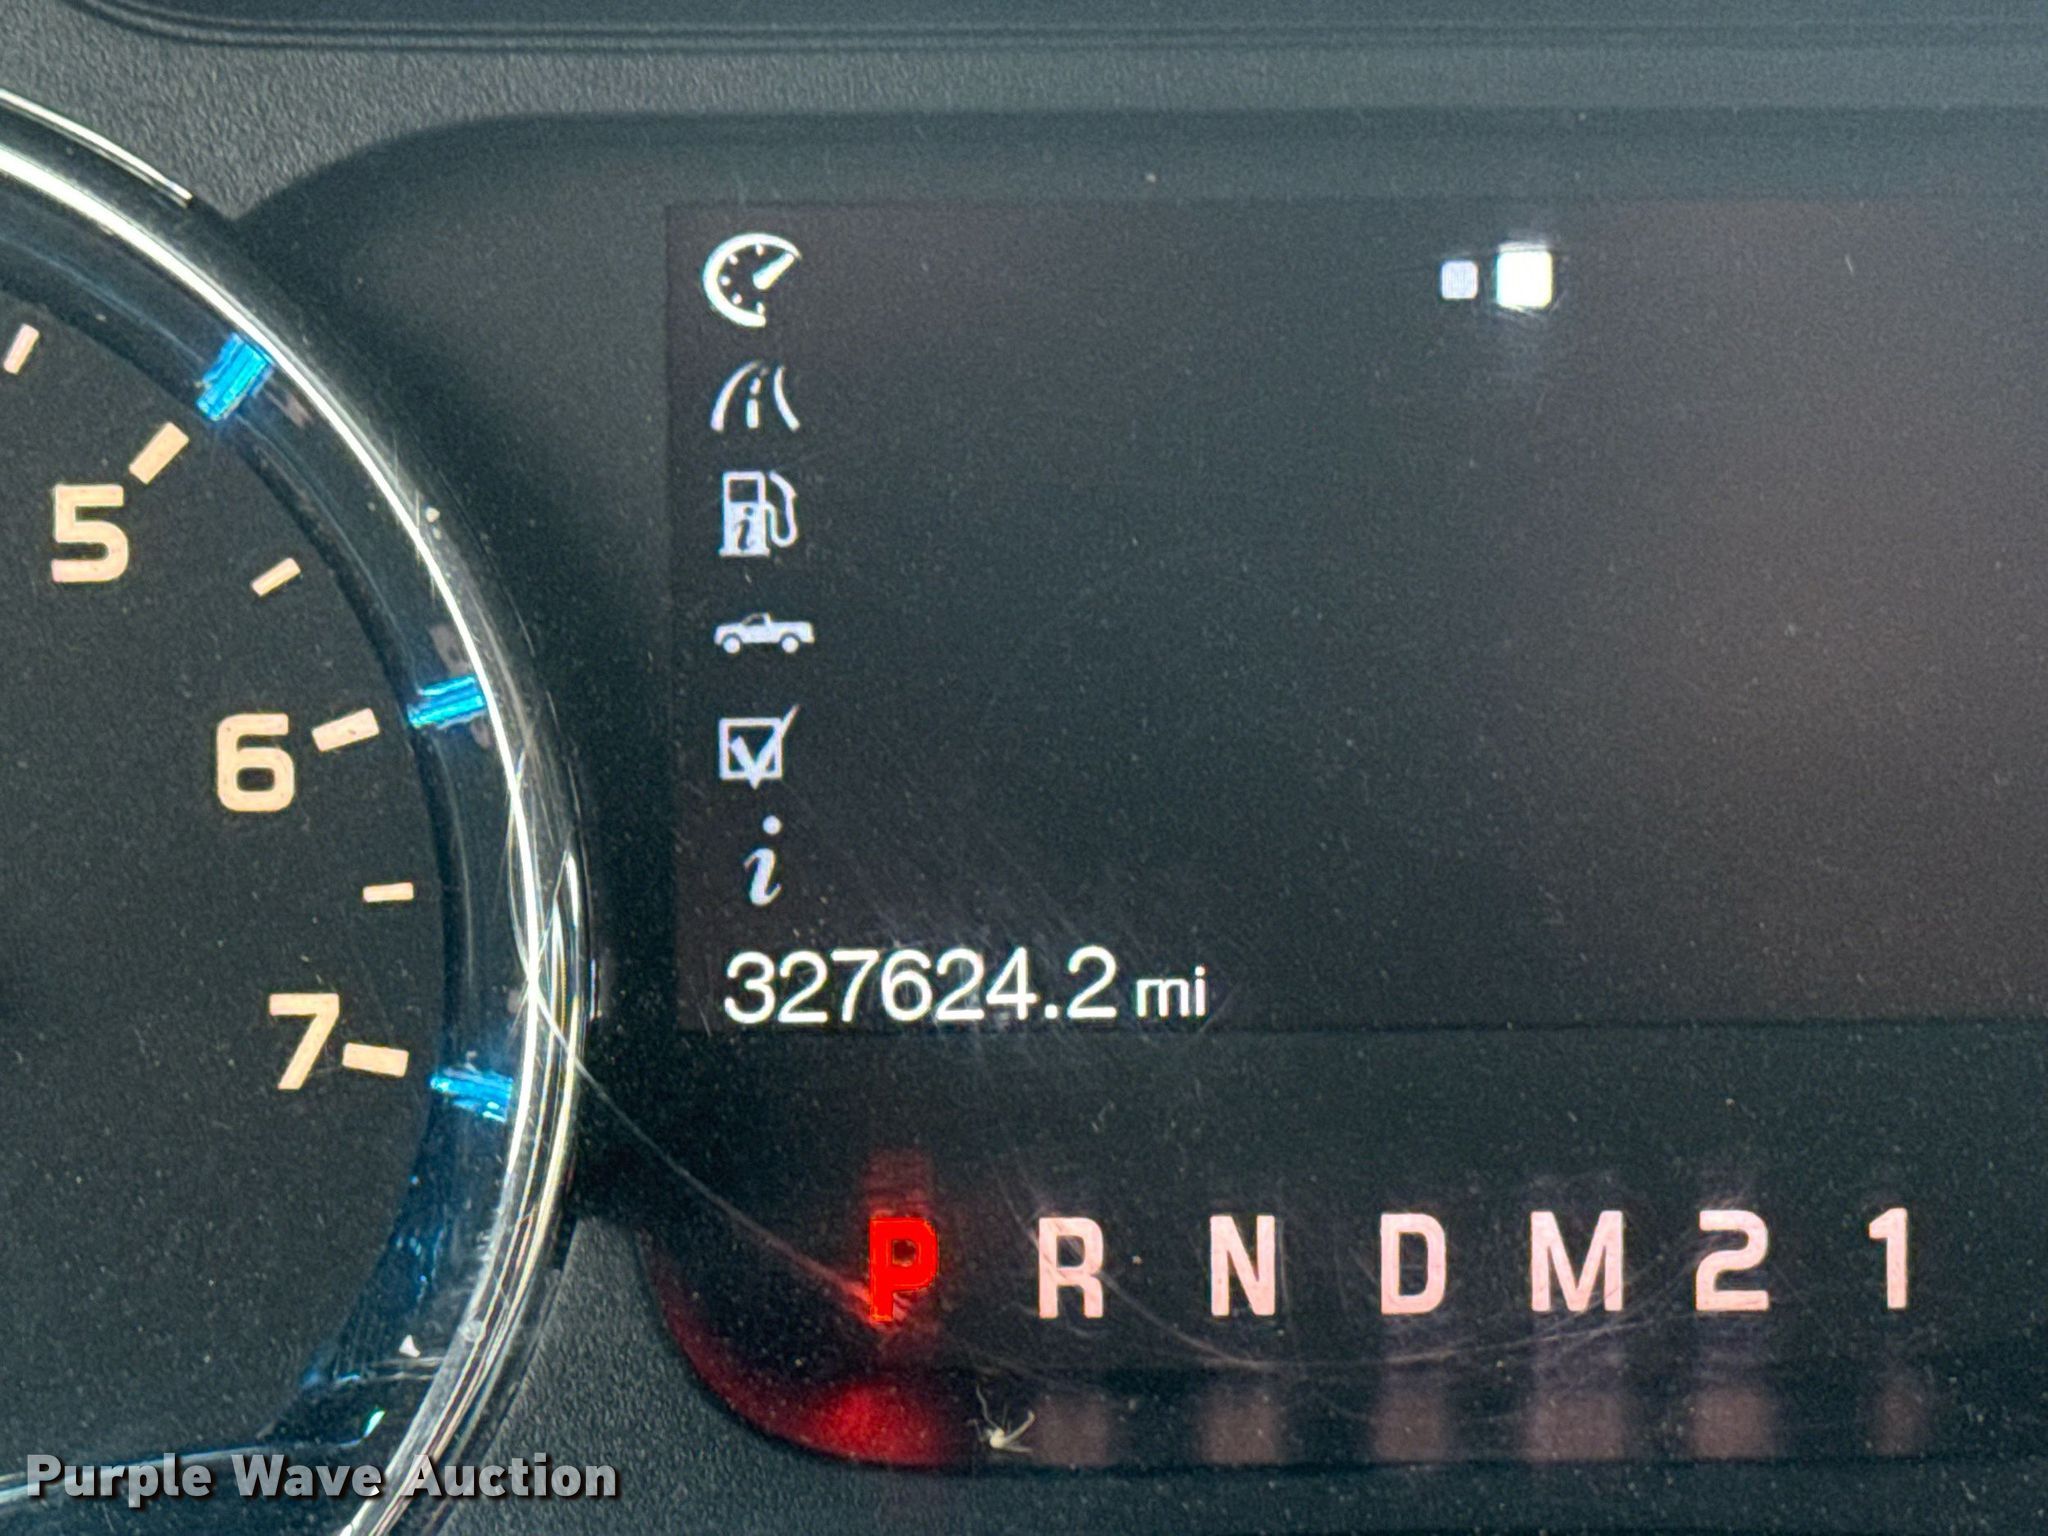 5
6
7
327624.2 mi
P R N D M 2 1
Purple Wave Auction